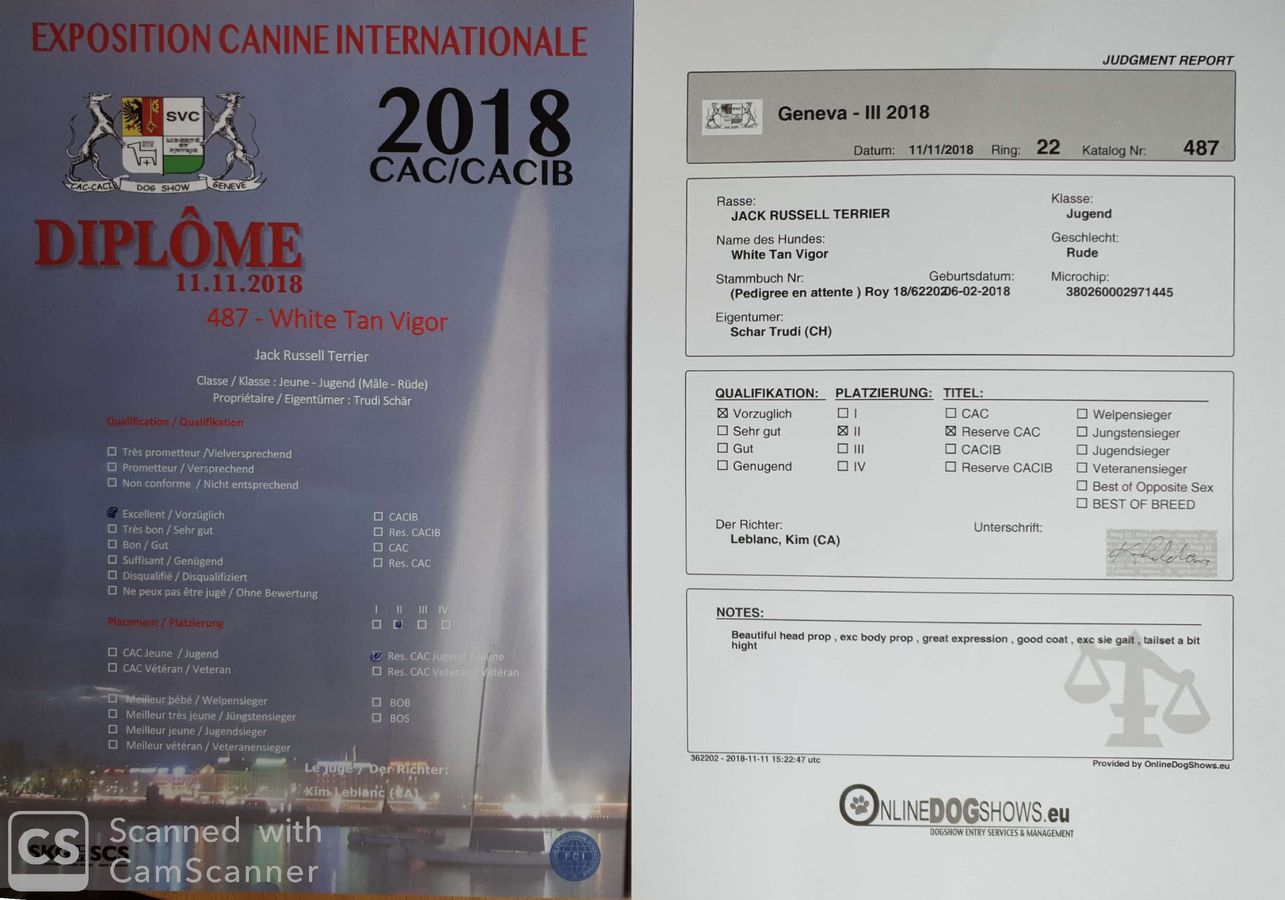 EXPOSITION CANINE INTERNATIONALE
SVC
LIBERTÉ ET PATRIE
CAC-CACIB DOG SHOW GENEVE
2018
CAC/CACIB
DIPLÔME
11.11.2018
487 - White Tan Vigor
Jack Russell Terrier
Classe / Klasse : Jeune - Jugend (Mâle - Rüde)
Propriétaire / Eigentümer : Trudi Schär
Qualification / Qualifikation
Très prometteur /Vielversprechend
Prometteur / Versprechend
Non conforme / Nicht entsprechend
Excellent / Vorzüglich
Très bon / Sehr gut
Bon / Gut
Suffisant / Genügend
Disqualifié / Disqualifiziert
Ne peux pas être jugé / Ohne Bewertung
CACIB
Res. CACIB
CAC
Res. CAC
I II III IV
Placement / Platzierung
CAC Jeune / Jugend
CAC Vétéran / Veteran
Res. CAC Jugend / Jeune
Res. CAC Veteran / Vétéran
Meilleur bébé / Welpensieger
Meilleur très jeune / Jüngstensieger
Meilleur jeune / Jugendsieger
Meileur vétéran / Veteranensieger
BOB
BOS
Le juge / Der Richter:
Kim Leblanc (CA)
SCS
FCI
CS Scanned with
CamScanner
JUDGMENT REPORT
Geneva - III 2018
Datum: 11/11/2018 Ring: 22 Katalog Nr: 487
Rasse:
JACK RUSSELL TERRIER
Klasse:
Jugend
Name des Hundes:
White Tan Vigor
Geschlecht:
Rude
Stammbuch Nr: Geburtsdatum: Microchip:
(Pedigree en attente ) Roy 18/62202 06-02-2018 380260002971445
Eigentumer:
Schar Trudi (CH)
QUALIFIKATION: PLATZIERUNG: TITEL:
Vorzuglich I CAC Welpensieger
Sehr gut II Reserve CAC Jungstensieger
Gut III CACIB Jugendsieger
Genugend IV Reserve CACIB Veteranensieger
Best of Opposite Sex
BEST OF BREED
Der Richter: Unterschrift:
Leblanc, Kim (CA)
NOTES:
Beautiful head prop , exc body prop , great expression , good coat , exc sie gait , tailset a bit
hight
362202 - 2018-11-11 15:22:47 utc
Provided by OnlineDogShows.eu
ONLINEDOGSHOWS.eu
DOGSHOW ENTRY SERVICES & MANAGEMENT